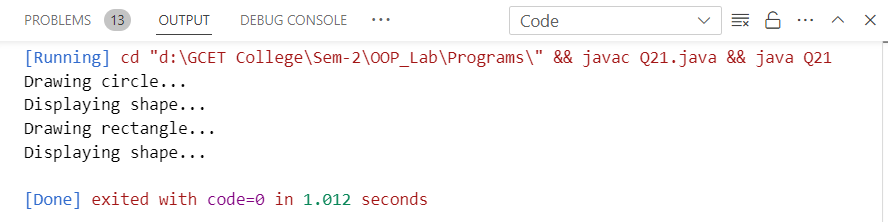 PROBLEMS 13 OUTPUT DEBUG CONSOLE ... Code ...
[Running] cd "d:\GCET College\Sem-2\OOP_Lab\Programs\" && javac Q21.java && java Q21
Drawing circle...
Displaying shape...
Drawing rectangle...
Displaying shape...
[Done] exited with code=0 in 1.012 seconds